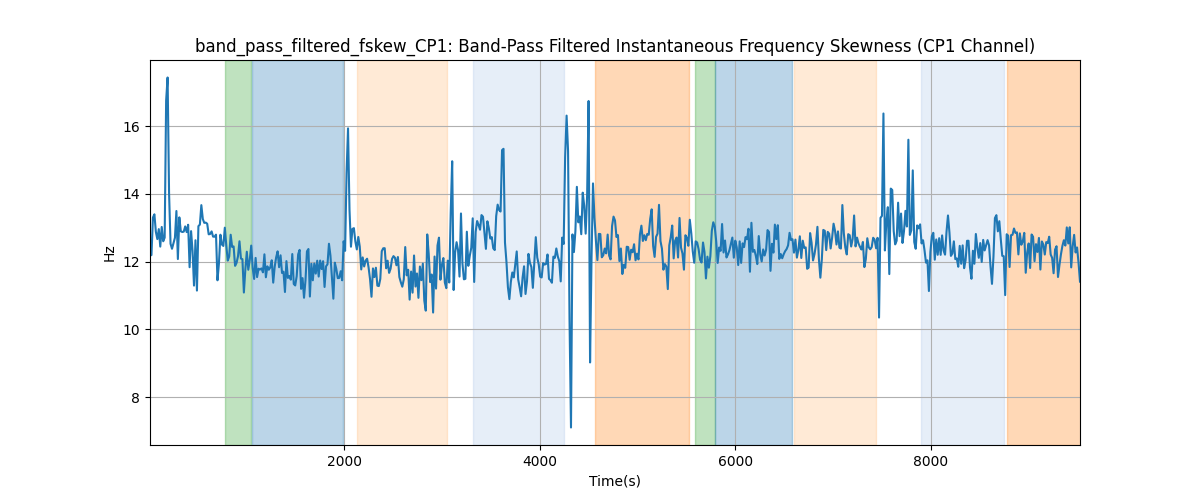 band_pass_filtered_fskew_CP1: Band-Pass Filtered Instantaneous Frequency Skewness (CP1 Channel)
Hz
16
14
12
10
8
2000 4000 6000 8000
Time(s)